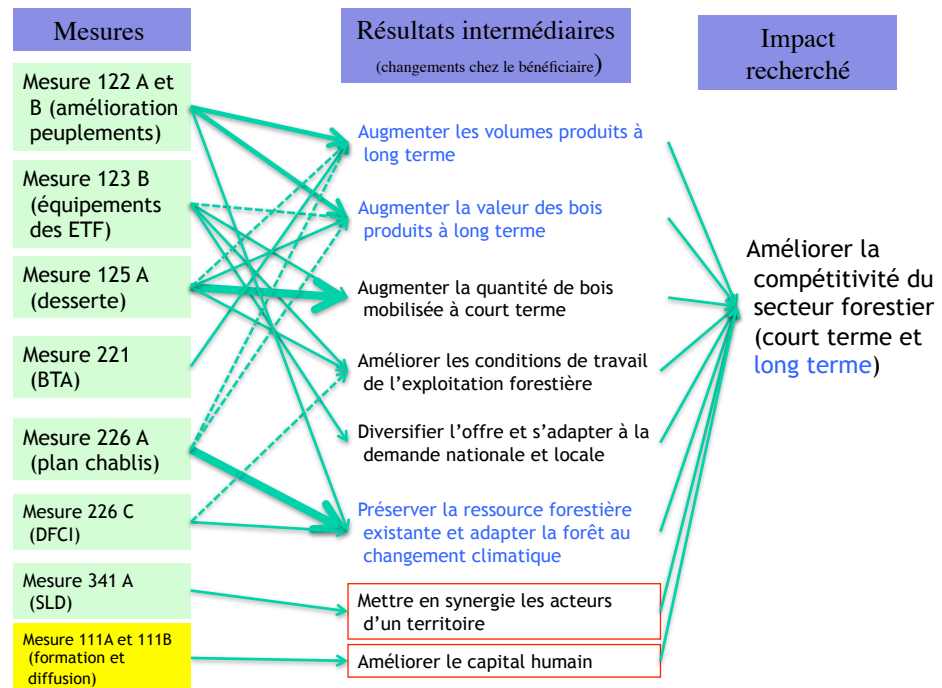 Mesures
Mesure 122 A et
B (amélioration
peuplements)
Mesure 123 B
(équipements
des ETF)
Mesure 125 A
(desserte)
Mesure 221
(BTA)
Mesure 226 A
(plan chablis)
Mesure 226 C
(DFCI)
Mesure 341 A
(SLD)
Mesure 111A et 111B
(formation et
diffusion)
Résultats intermédiaires
(changements chez le bénéficiaire)
Augmenter les volumes produits à
long terme
Augmenter la valeur des bois
produits à long terme
Augmenter la quantité de bois
mobilisée à court terme
Améliorer les conditions de travail
de l’exploitation forestière
Diversifier l’offre et s’adapter à la
demande nationale et locale
Préserver la ressource forestière
existante et adapter la forêt au
changement climatique
Mettre en synergie les acteurs
d’un territoire
Améliorer le capital humain
Impact
recherché
Améliorer la
compétitivité du
secteur forestier
(court terme et
long terme)